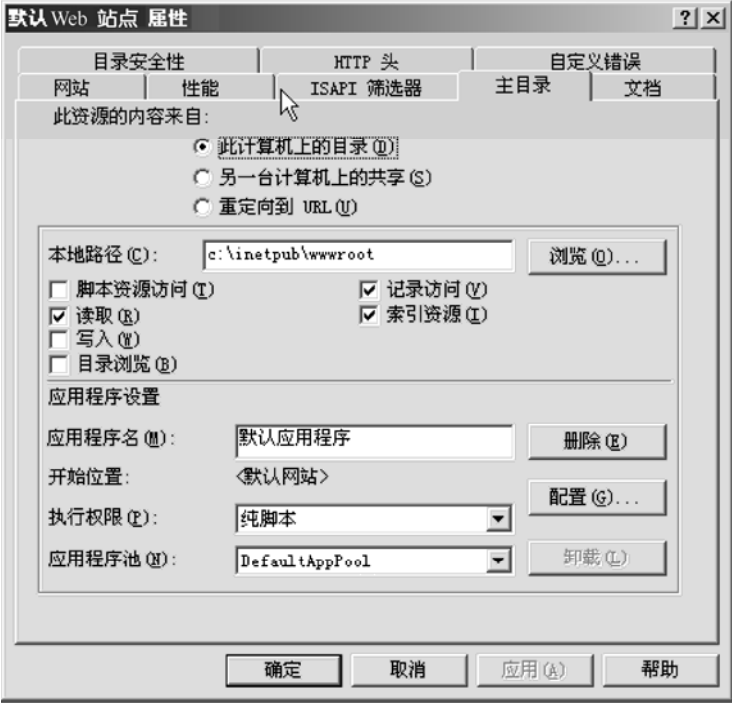 默认Web 站点 属性
目录安全性 HTTP 头 自定义错误
网站 性能 ISAPI 筛选器 主目录 文档
此资源的内容来自:
此计算机上的目录(D)
另一台计算机上的共享(S)
重定向到 URL(U)
本地路径(C): c:\inetpub\wwwroot 浏览(O)...
脚本资源访问(T) 记录访问(V)
读取(R) 索引资源(I)
写入(W)
目录浏览(B)
应用程序设置
应用程序名(M): 默认应用程序 删除(E)
开始位置: <默认网站>
配置(G)...
执行权限(P): 纯脚本
应用程序池(N): DefaultAppPool 卸载(L)
确定 取消 应用(A) 帮助